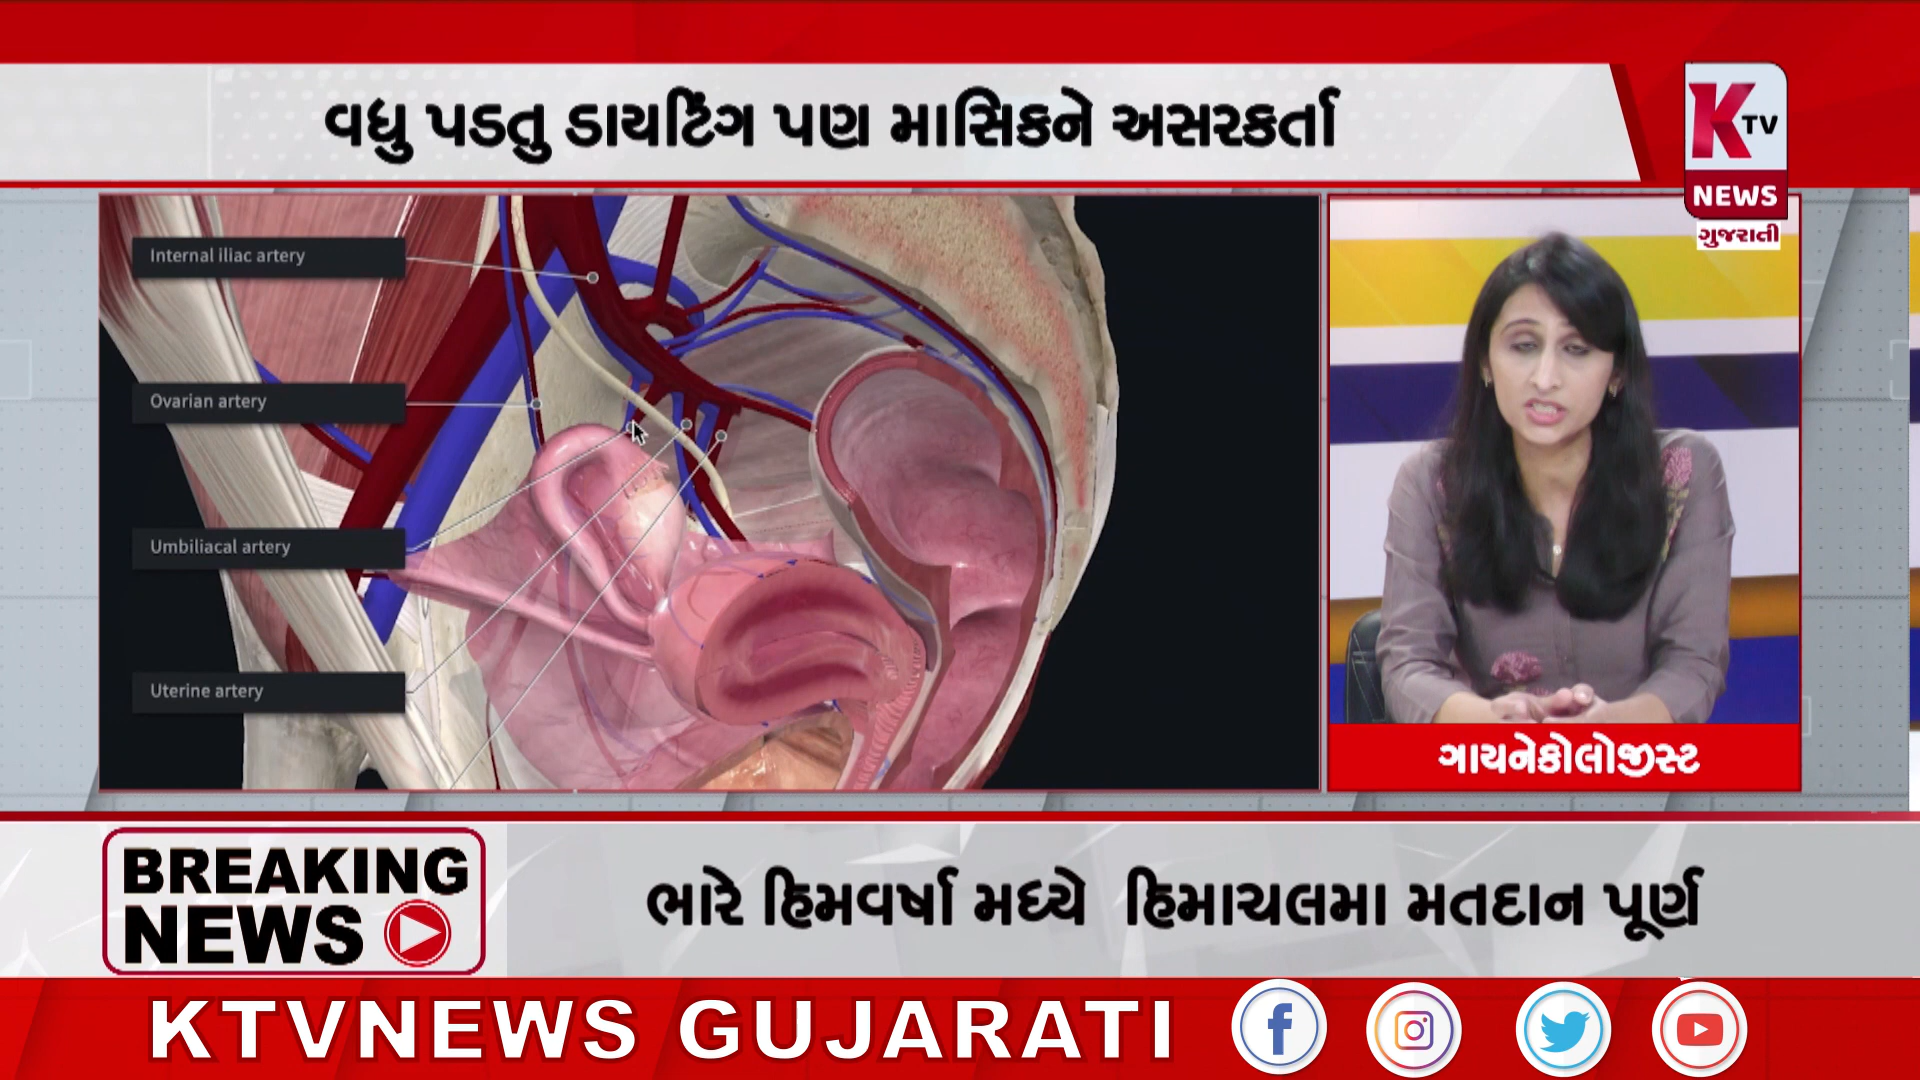 વધુ પડતુ ડાયટિંગ પણ માસિકને અસરકર્તા
K TV
NEWS
ગુજરાતી
Internal iliac artery
Ovarian artery
Umbiliacal artery
Uterine artery
ગાયનેકોલોજીસ્ટ
BREAKING
NEWS
ભારે હિમવર્ષા મધ્યે હિમાચલમા મતદાન પૂર્ણ
KTVNEWS GUJARATI